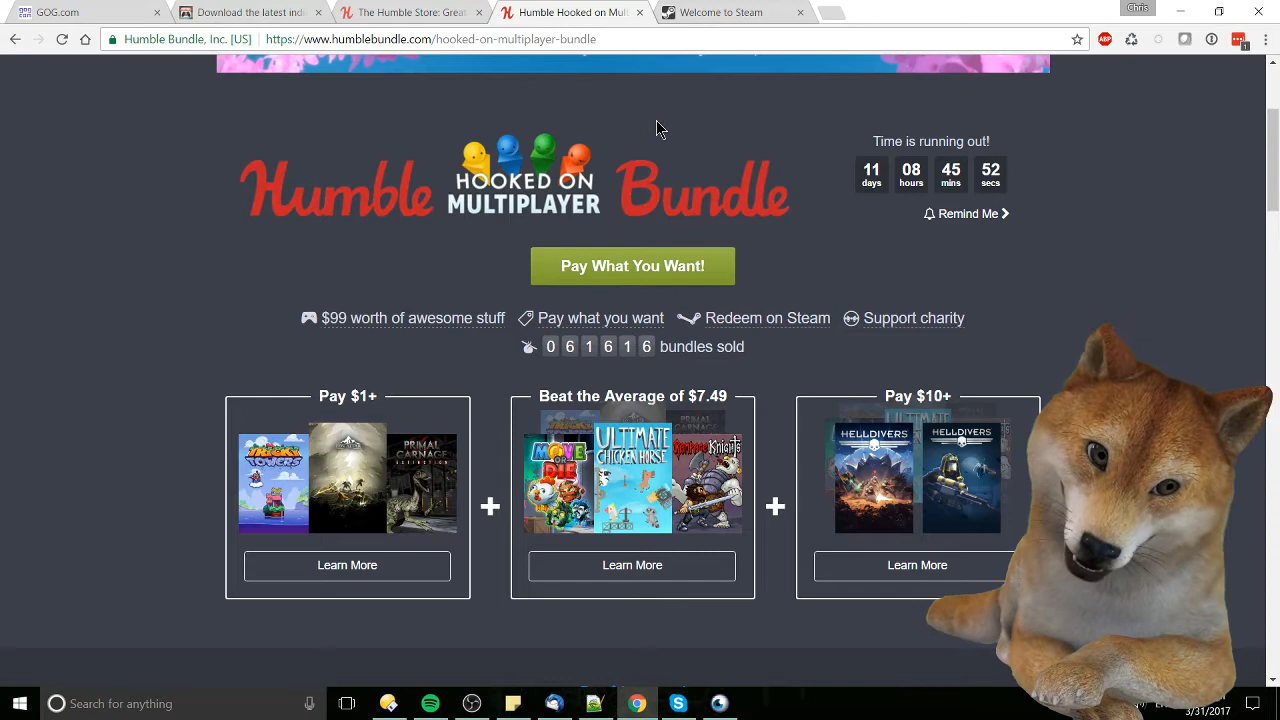 GOG.com
Download the latest indi
The Humble Store: Great
Humble Hooked on Mult
Welcome to Steam
Chris
Humble Bundle, Inc. [US]
https://www.humblebundle.com/hooked-on-multiplayer-bundle
ABP
1
Humble HOOKED ON MULTIPLAYER Bundle
Time is running out!
11 08 45 52
days hours mins secs
Remind Me
Pay What You Want!
$99 worth of awesome stuff Pay what you want Redeem on Steam Support charity
0 6 1 6 1 6 bundles sold
Pay $1+
TRICKY TOWERS
PRIMAL CARNAGE
EXTINCTION
Learn More
+
Beat the Average of $7.49
MOVE OR DIE
ULTIMATE CHICKEN HORSE
Knights
Learn More
+
Pay $10+
HELLDIVERS
HELLDIVERS
Learn More
Search for anything
3/31/2017